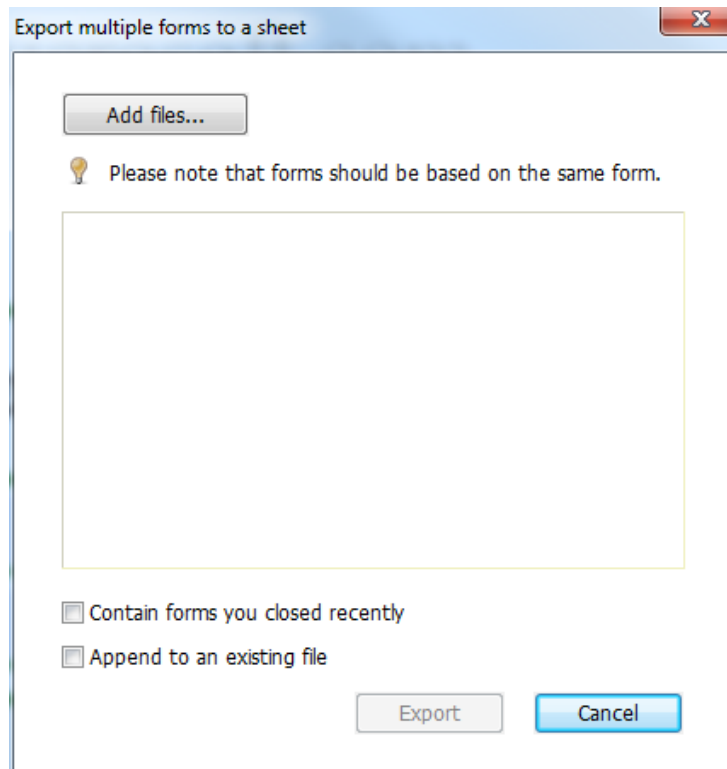 Export multiple forms to a sheet
Add files...
Please note that forms should be based on the same form.
Contain forms you closed recently
Append to an existing file
Export
Cancel